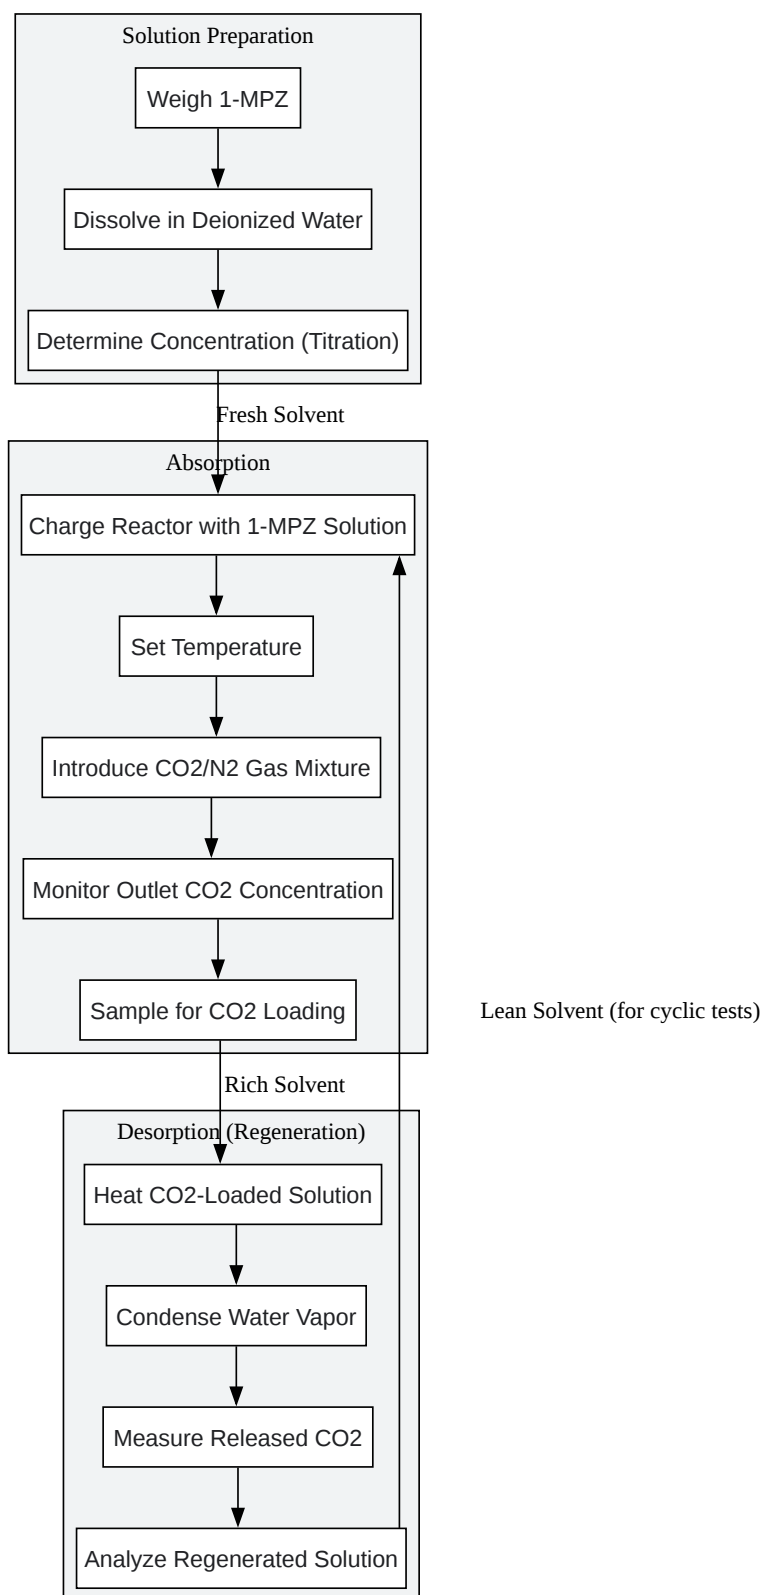 Solution Preparation
Weigh 1-MPZ
Dissolve in Deionized Water
Determine Concentration (Titration)
Fresh Solvent
Absorption
Charge Reactor with 1-MPZ Solution
Set Temperature
Introduce CO2/N2 Gas Mixture
Monitor Outlet CO2 Concentration
Sample for CO2 Loading
Lean Solvent (for cyclic tests)
Rich Solvent
Desorption (Regeneration)
Heat CO2-Loaded Solution
Condense Water Vapor
Measure Released CO2
Analyze Regenerated Solution